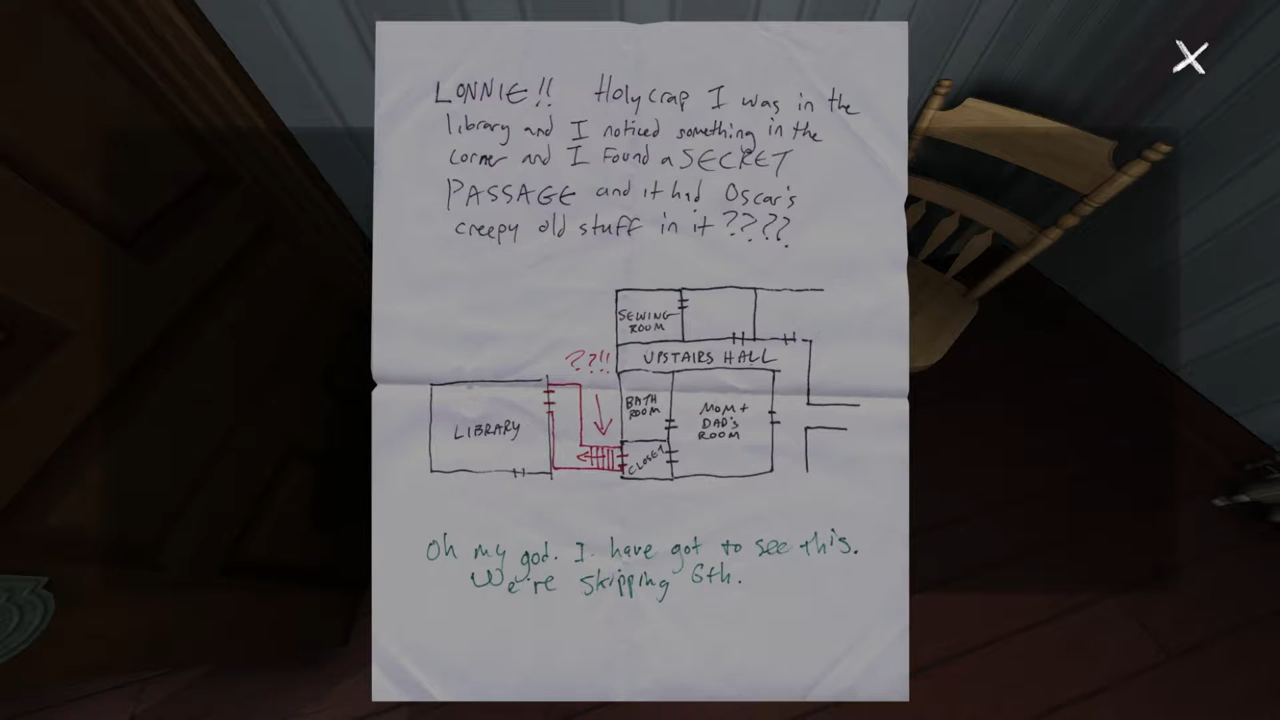 LONNIE!! Holy crap I was in the
library and I noticed something in the
corner and I found a SECRET
PASSAGE and it had Oscar's
creepy old stuff in it ????
SEWING
ROOM
??!!
UPSTAIRS HALL
BATH
ROOM
MOM +
DAD'S
ROOM
LIBRARY
CLOSET
Oh my god. I have got to see this.
We're skipping 6th.